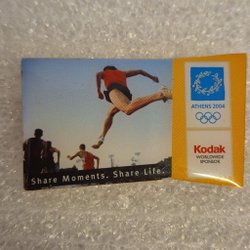 ATHENS 2004
Kodak
WORLDWIDE
SPONSOR
Share Moments. Share Life.